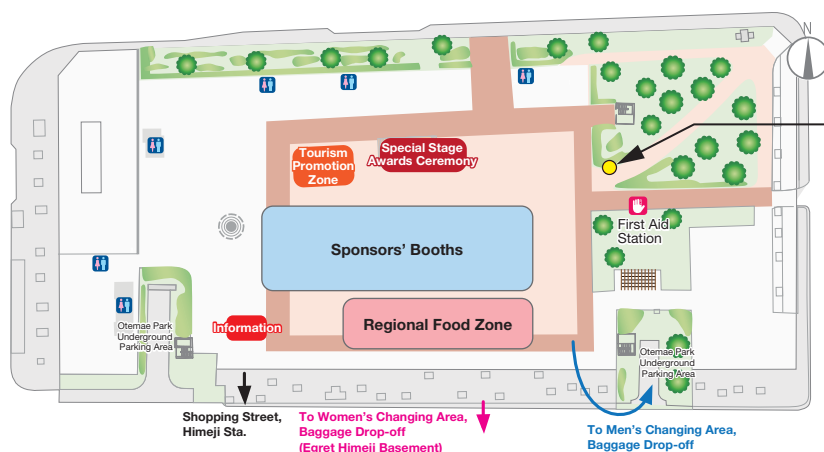 N
Special Stage
Awards Ceremony
Tourism
Promotion
Zone
First Aid
Station
Sponsors’ Booths
Information
Regional Food Zone
Otemae Park
Underground
Parking Area
Otemae Park
Underground
Parking Area
Shopping Street,
Himeji Sta.
To Women’s Changing Area,
Baggage Drop-off
(Egret Himeji Basement)
To Men’s Changing Area,
Baggage Drop-off